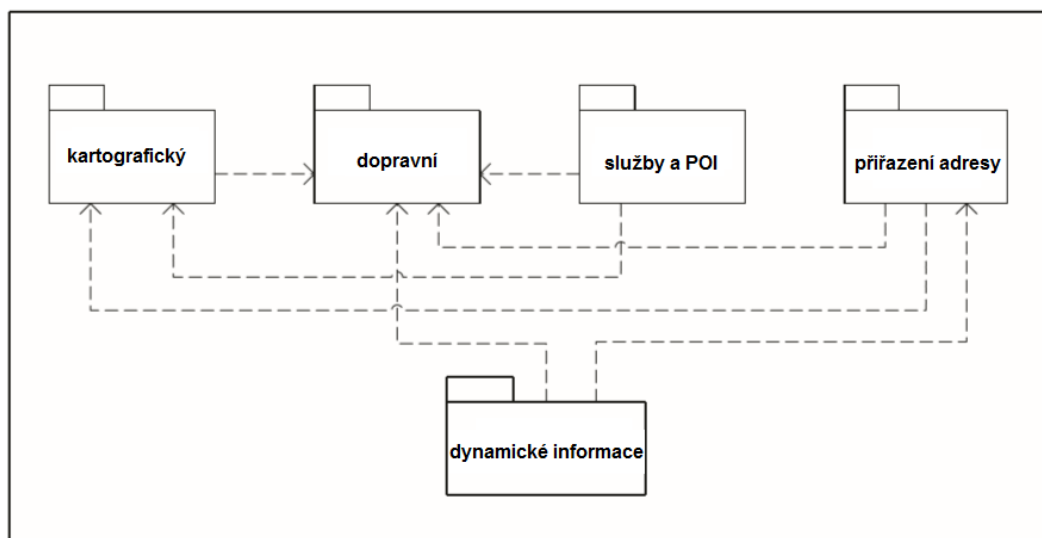 kartografický
dopravní
služby a POI
přiřazení adresy
dynamické informace